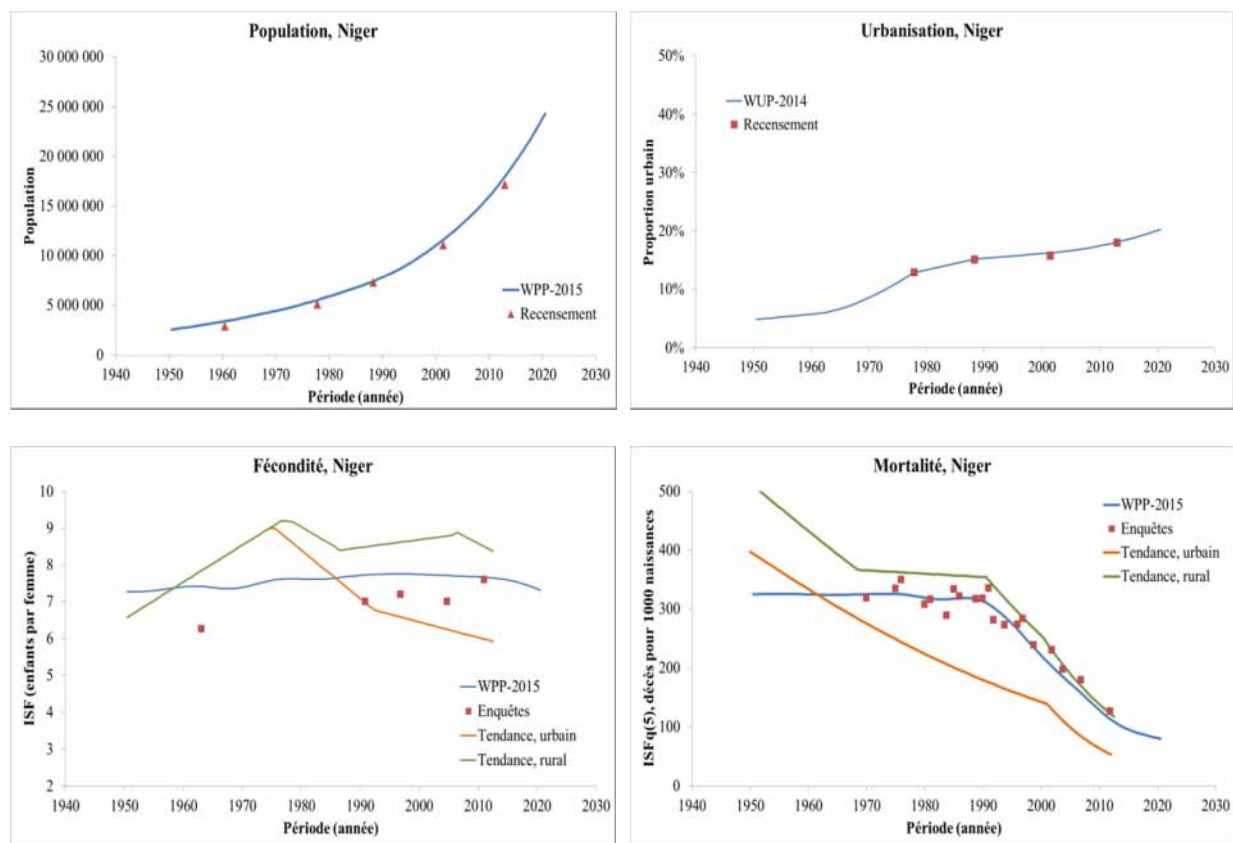 Population, Niger
30 000 000
25 000 000
20 000 000
15 000 000
10 000 000
5 000 000
0
Population
WPP-2015
Recensement
1940 1950 1960 1970 1980 1990 2000 2010 2020 2030
Période (année)
Urbanisation, Niger
50%
40%
30%
20%
10%
0%
Proportion urbain
WUP-2014
Recensement
1940 1950 1960 1970 1980 1990 2000 2010 2020 2030
Période (année)
Fécondité, Niger
10
9
8
7
6
5
4
3
2
ISF (enfants par femme)
WPP-2015
Enquêtes
Tendance, urbain
Tendance, rural
1940 1950 1960 1970 1980 1990 2000 2010 2020 2030
Période (année)
Mortalité, Niger
500
400
300
200
100
0
ISFq(5), décès pour 1000 naissances
WPP-2015
Enquêtes
Tendance, urbain
Tendance, rural
1940 1950 1960 1970 1980 1990 2000 2010 2020 2030
Période (année)